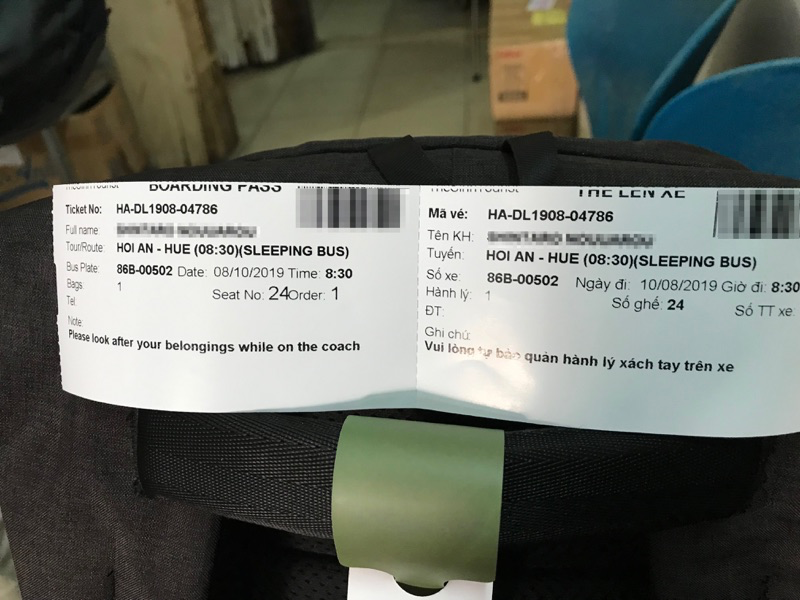 BOARDING PASS
Ticket No: HA-DL1908-04786
Full name:
Tour/Route: HOI AN - HUE (08:30)(SLEEPING BUS)
Bus Plate: 86B-00502 Date: 08/10/2019 Time: 8:30
Bags 1 Seat No: 24Order: 1
Tel:
Note:
Please look after your belongings while on the coach
TheSinhTourist THẺ LÊN XE
Mã vé: HA-DL1908-04786
Tên KH:
Tuyến: HOI AN - HUE (08:30)(SLEEPING BUS)
Số xe: 86B-00502 Ngày đi: 10/08/2019 Giờ đi: 8:30
Hành lý: 1 Số ghế: 24 Số TT xe:
ĐT:
Ghi chú:
Vui lòng tự bảo quản hành lý xách tay trên xe